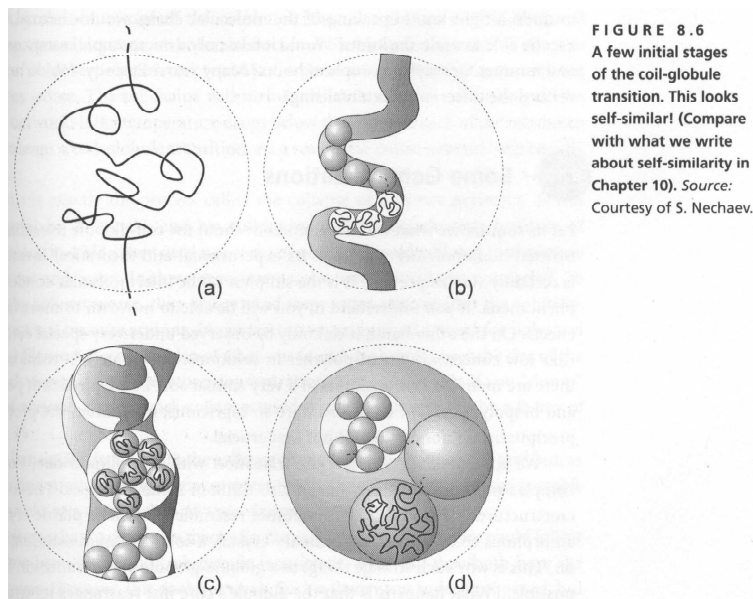 FIGURE 8.6
A few initial stages
of the coil-globule
transition. This looks
self-similar! (Compare
with what we write
about self-similarity in
Chapter 10). Source:
Courtesy of S. Nechaev.
(a)
(b)
(c)
(d)